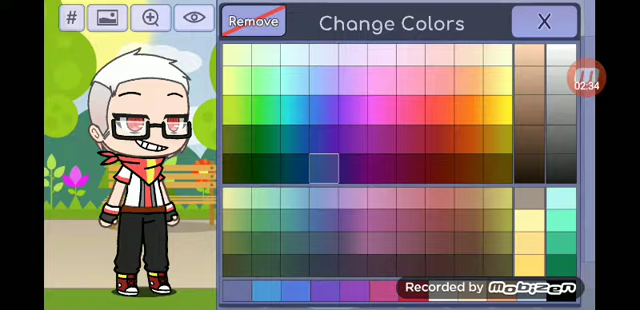 #
Remove
Change Colors
X
02:34
Recorded by Mobizen